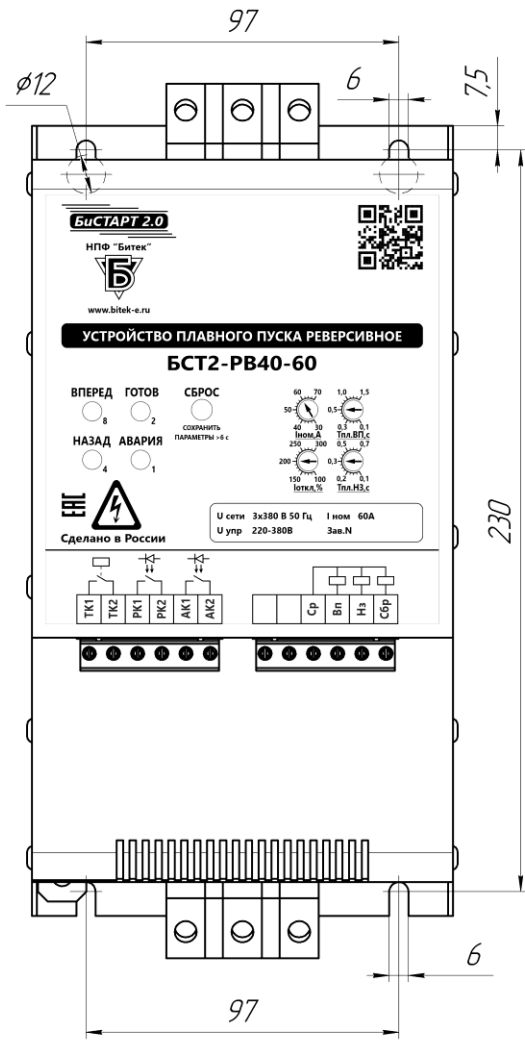 97
ø12
6
7,5
БиСТАРТ 2.0
НПФ "Битек"
Б
www.bitek-e.ru
УСТРОЙСТВО ПЛАВНОГО ПУСКА РЕВЕРСИВНОЕ
БСТ2-РВ40-60
ВПЕРЕД ГОТОВ СБРОС
8 2
СОХРАНИТЬ
ПАРАМЕТРЫ >6 с
НАЗАД АВАРИЯ
4 1
60 70
50
40 30
Iном,А
1,0 1,5
0,5
0,3 0,1
Тпл.ВП,с
250 300
200
150 100
Iоткл,%
0,5 0,7
0,3
0,2 0,1
Тпл.НЗ,с
ЕАС
Сделано в России
U сети 3х380 В 50 Гц I ном 60А
U упр 220-380В Зав.N
230
ТК1 ТК2 РК1 РК2 АК1 АК2
Ср Вп Нз Сбр
6
97